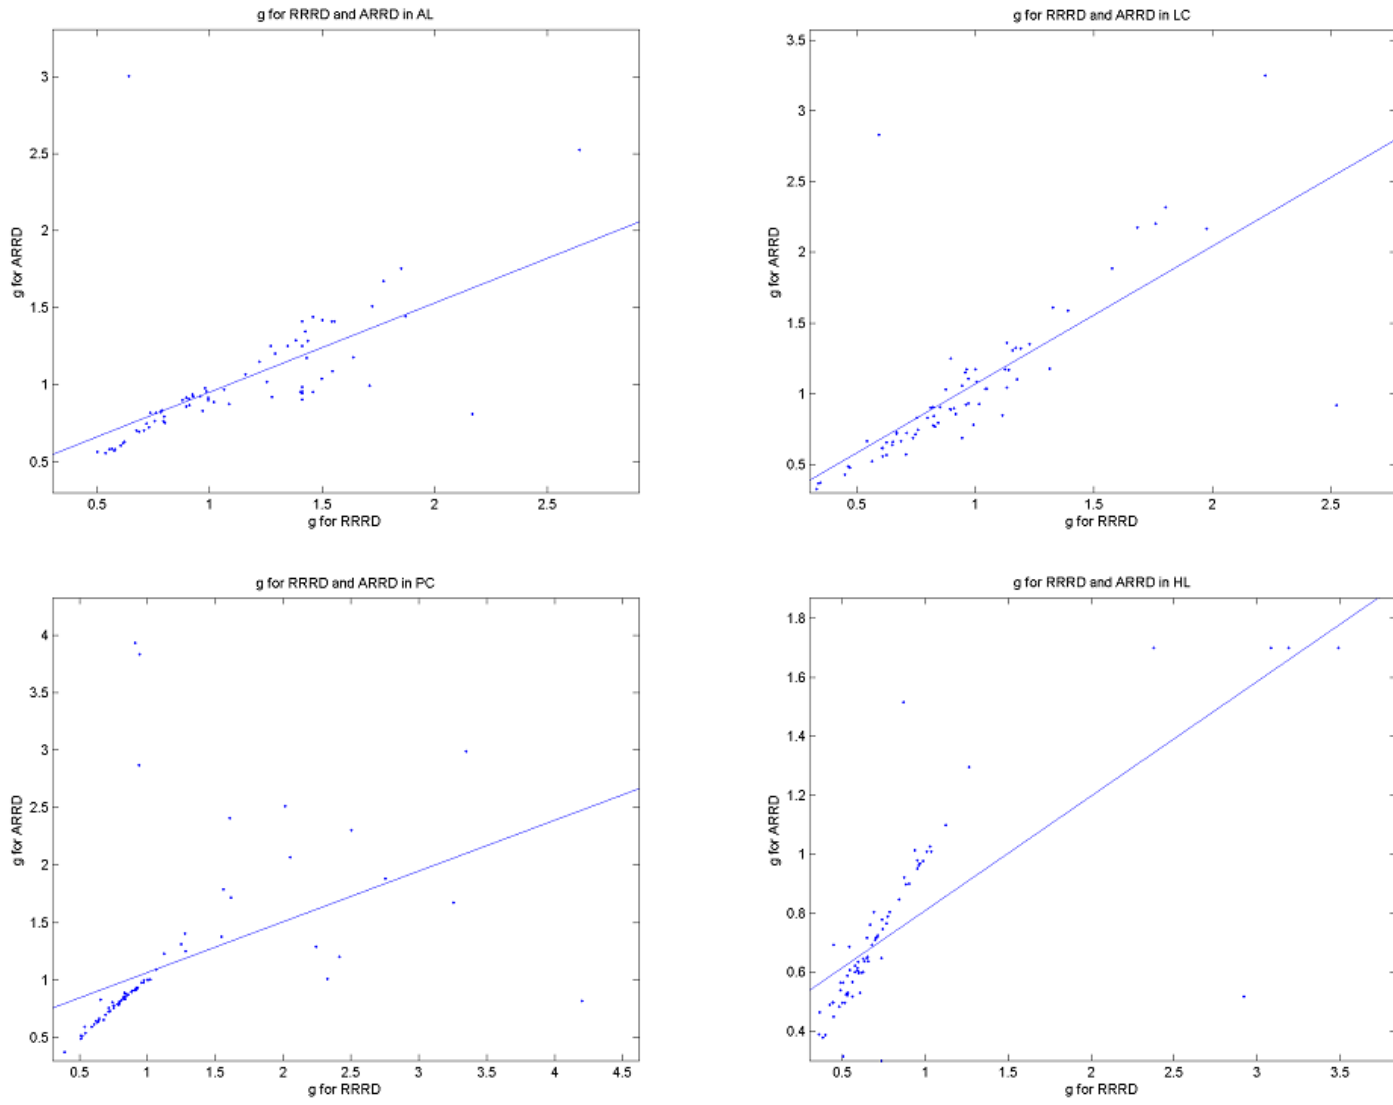 g for RRRD and ARRD in AL
3
2.5
2
1.5
1
0.5
g for ARRD
0.5 1 1.5 2 2.5
g for RRRD
g for RRRD and ARRD in LC
3.5
3
2.5
2
1.5
1
0.5
g for ARRD
0.5 1 1.5 2 2.5
g for RRRD
g for RRRD and ARRD in PC
4
3.5
3
2.5
2
1.5
1
0.5
g for ARRD
0.5 1 1.5 2 2.5 3 3.5 4 4.5
g for RRRD
g for RRRD and ARRD in HL
1.8
1.6
1.4
1.2
1
0.8
0.6
0.4
g for ARRD
0.5 1 1.5 2 2.5 3 3.5
g for RRRD